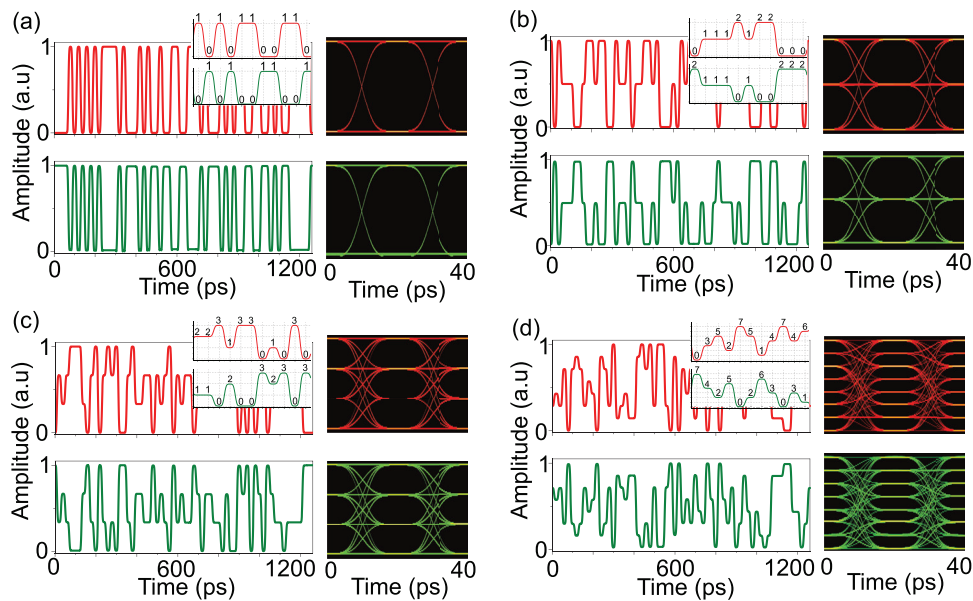 (a)
Amplitude (a.u)
1
0
1 1 1 1 1 1
0 0 0 0 0
1 1 1 1 1
0 0 0 0 0 0
1
0
0 600 1200
Time (ps)
0 40
Time (ps)
(b)
Amplitude (a.u)
1
0
0 1 1 1 2 1 2 2 0 0 0
2 1 1 1 0 1 0 0 2 2 2
1
0
0 600 1200
Time (ps)
0 40
Time (ps)
(c)
Amplitude (a.u)
1
0
2 2 3 1 3 3 0 1 0 3 0
1 1 0 2 0 0 3 2 3 0 3
1
0
0 600 1200
Time (ps)
0 40
Time (ps)
(d)
Amplitude (a.u)
1
0
0 3 5 2 7 5 1 4 7 4 6
7 4 2 5 0 2 6 3 0 3 1
1
0
0 600 1200
Time (ps)
0 40
Time (ps)